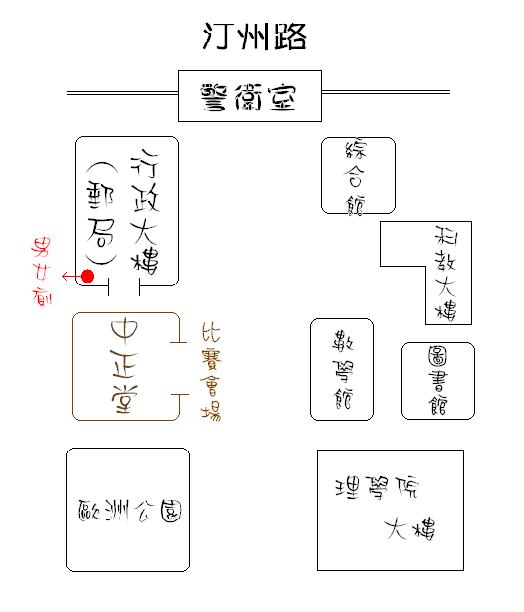 汀州路
警衛室
行政大樓
(郵局)
綜合館
科教大樓
男女廁
中正堂
比賽會場
數學館
圖書館
歐洲公園
理學院
大樓